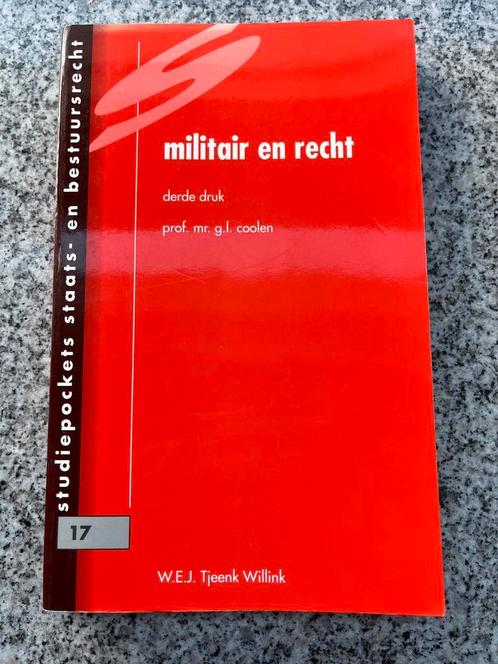 militair en recht
derde druk
prof. mr. g.l. coolen
studiepockets staats- en bestuursrecht
17
W.E.J. Tjeenk Willink